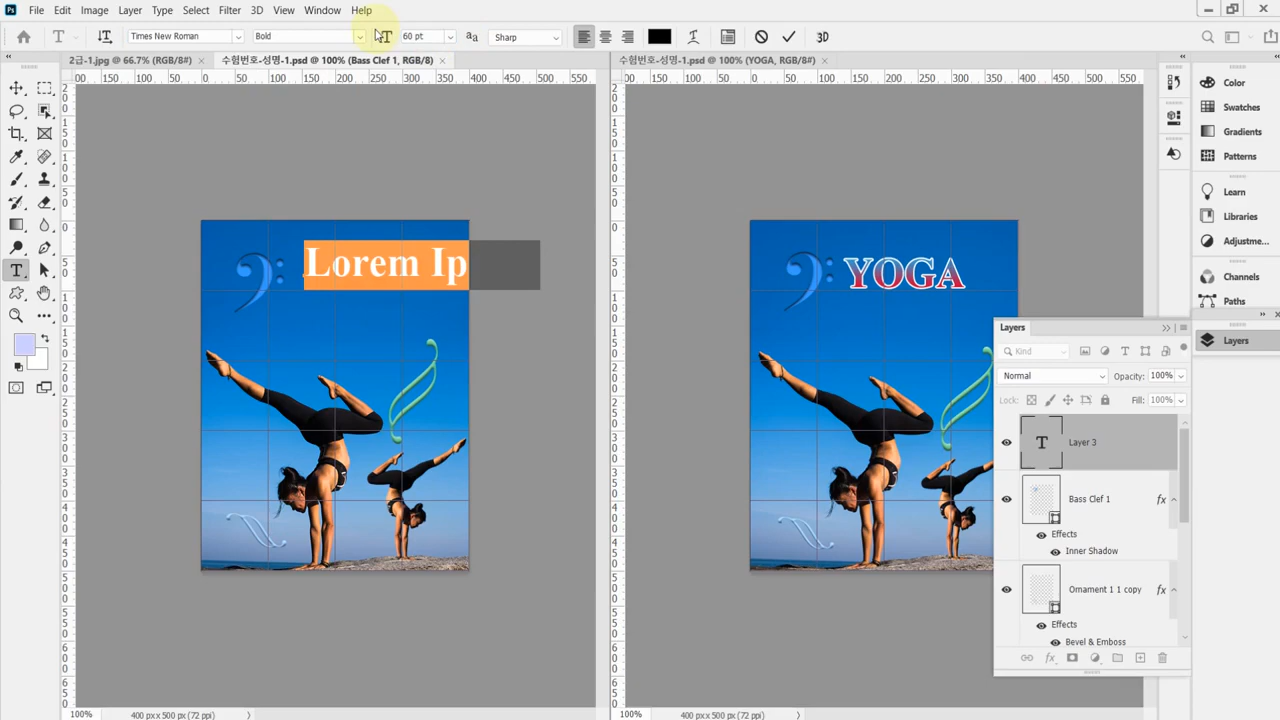 File Edit Image Layer Type Select Filter 3D View Window Help
Times New Roman Bold 60 pt Sharp 3D
2급-1.jpg @ 66.7% (RGB/8#) × 수험번호-성명-1.psd @ 100% (Bass Clef 1, RGB/8) × 수험번호-성명-1.psd @ 100% (YOGA, RGB/8#) ×
Lorem Ip
YOGA
Color
Swatches
Gradients
Patterns
Learn
Libraries
Adjustme...
Channels
Paths
Layers
Layers
Kind
Normal Opacity: 100%
Lock: Fill: 100%
T Layer 3
Bass Clef 1 fx
Effects
Inner Shadow
Ornament 1 1 copy fx
Effects
Bevel & Emboss
100% 400 px x 500 px (72 ppi) 100% 400 px x 500 px (72 ppi)